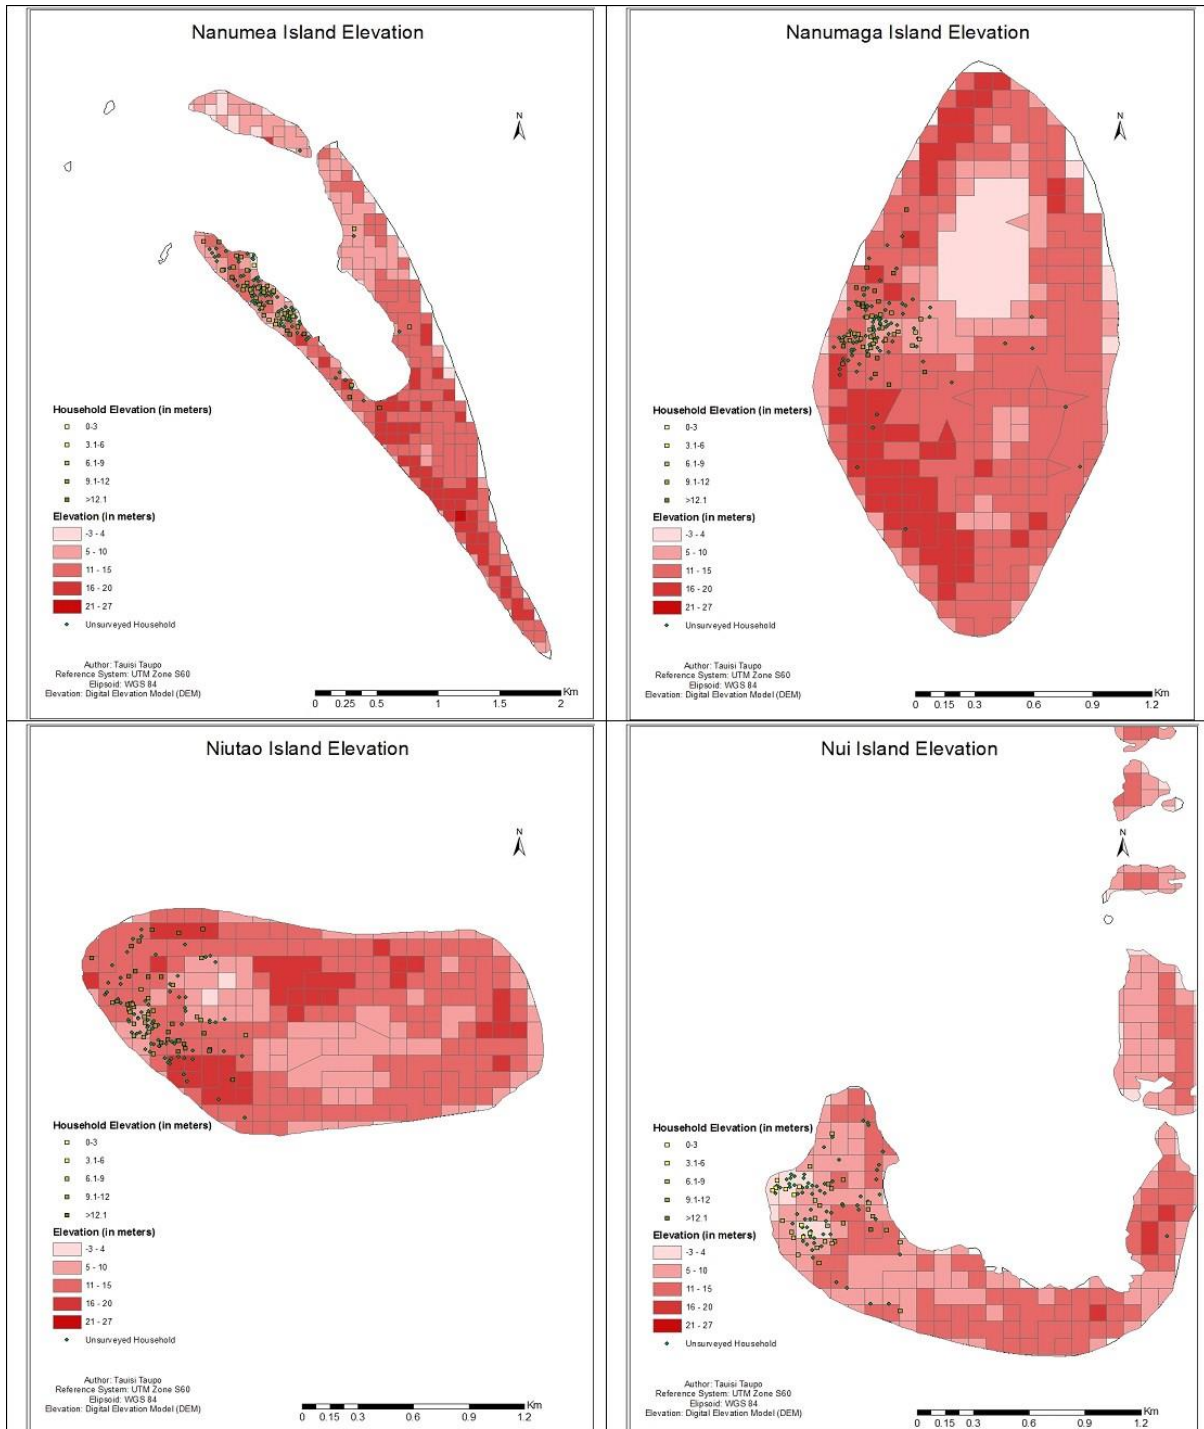 Nanumea Island Elevation
N
Household Elevation (in meters)
0-3
3.1-6
6.1-9
9.1-12
>12.1
Elevation (in meters)
-3 - 4
5 - 10
11 - 15
16 - 20
21 - 27
Unsurveyed Household
Author: Tauisi Taupo
Reference System: UTM Zone S60
Elipsoid: WGS 84
Elevation: Digital Elevation Model (DEM)
Km
0 0.25 0.5 1 1.5 2
Nanumaga Island Elevation
N
Household Elevation (in meters)
0-3
3.1-6
6.1-9
9.1-12
>12.1
Elevation (in meters)
-3 - 4
5 - 10
11 - 15
16 - 20
21 - 27
Unsurveyed Household
Author: Tauisi Taupo
Reference System: UTM Zone S60
Elipsoid: WGS 84
Elevation: Digital Elevation Model (DEM)
Km
0 0.15 0.3 0.6 0.9 1.2
Niutao Island Elevation
N
Household Elevation (in meters)
0-3
3.1-6
6.1-9
9.1-12
>12.1
Elevation (in meters)
-3 - 4
5 - 10
11 - 15
16 - 20
21 - 27
Unsurveyed Household
Author: Tauisi Taupo
Reference System: UTM Zone S60
Elipsoid: WGS 84
Elevation: Digital Elevation Model (DEM)
Km
0 0.15 0.3 0.6 0.9 1.2
Nui Island Elevation
N
Household Elevation (in meters)
0-3
3.1-6
6.1-9
9.1-12
>12.1
Elevation (in meters)
-3 - 4
5 - 10
11 - 15
16 - 20
21 - 27
Unsurveyed Household
Author: Tauisi Taupo
Reference System: UTM Zone S60
Elipsoid: WGS 84
Elevation: Digital Elevation Model (DEM)
Km
0 0.15 0.3 0.6 0.9 1.2